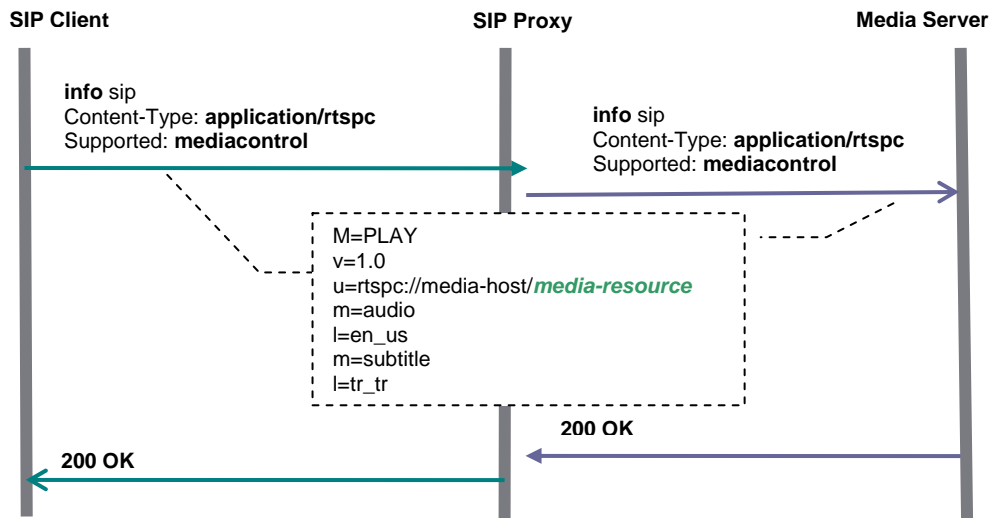 SIP Client
SIP Proxy
Media Server
info sip
Content-Type: application/rtspc
Supported: mediacontrol
info sip
Content-Type: application/rtspc
Supported: mediacontrol
M=PLAY
v=1.0
u=rtspc://media-host/media-resource
m=audio
l=en_us
m=subtitle
l=tr_tr
200 OK
200 OK